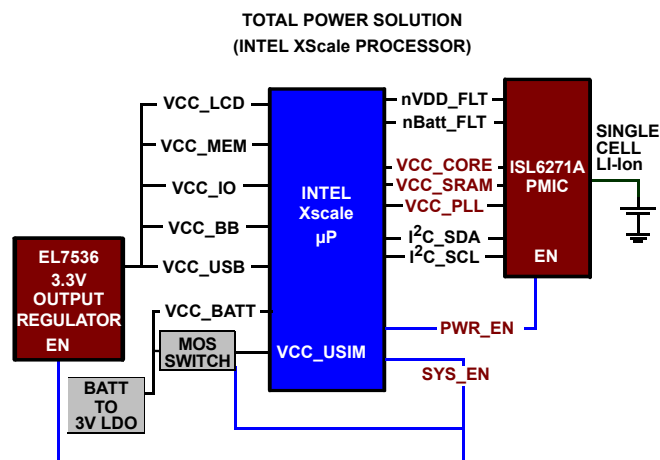 TOTAL POWER SOLUTION
(INTEL XScale PROCESSOR)
VCC_LCD
VCC_MEM
VCC_IO
VCC_BB
VCC_USB
VCC_BATT
EL7536
3.3V
OUTPUT
REGULATOR
EN
MOS
SWITCH
BATT
TO
3V LDO
INTEL
Xscale
µP
VCC_USIM
nVDD_FLT
nBatt_FLT
VCC_CORE
VCC_SRAM
VCC_PLL
I²C_SDA
I²C_SCL
PWR_EN
SYS_EN
ISL6271A
PMIC
EN
SINGLE
CELL
LI-Ion